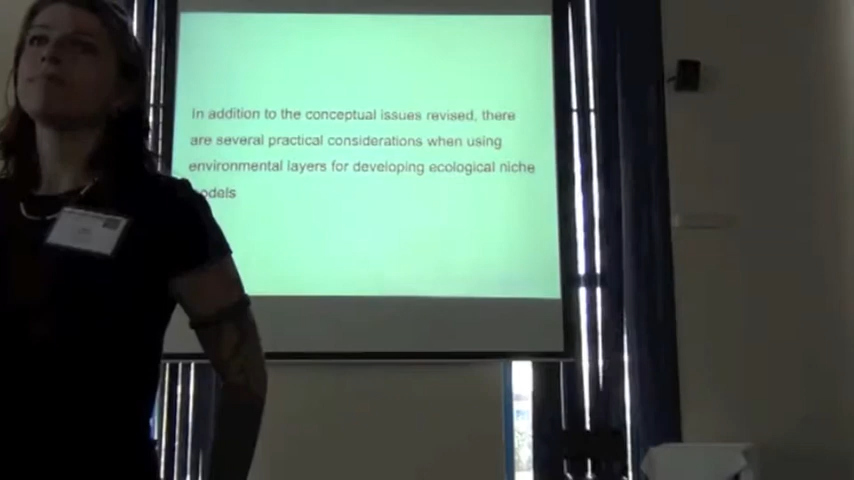 In addition to the conceptual issues revised, there
are several practical considerations when using
environmental layers for developing ecological niche
odels